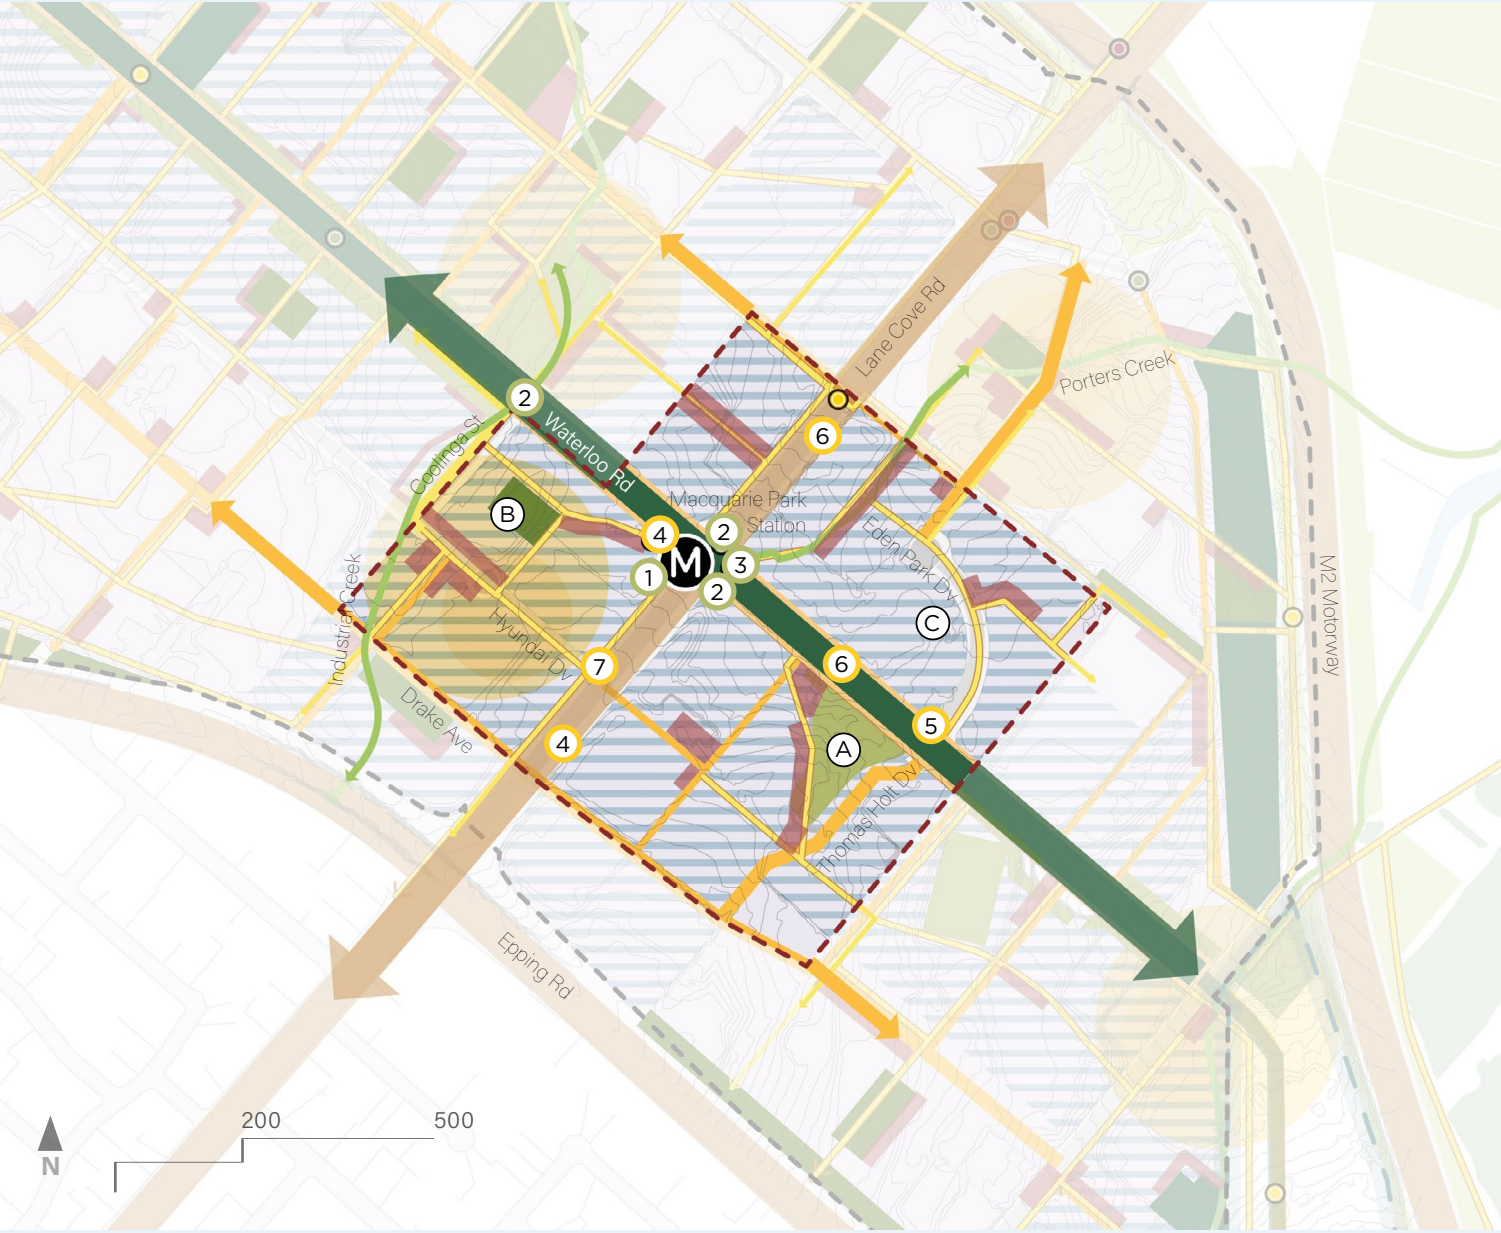 Lane Cove Rd
6
Porters Creek
2
Waterloo Rd
Coolinga St
Macquarie Park
Station
B
4
2
M
3
1
2
Eden Park Dv
C
M2 Motorway
Industrial Creek
Hyundai Dv
7
6
Drake Ave
4
5
A
Thomas Holt Dv
Epping Rd
200
500
N